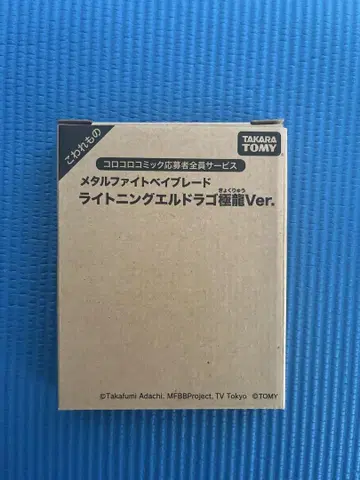 こわれもの
TAKARA
TOMY
コロコロコミック応募者全員サービス
メタルファイトベイブレード
きょくりゅう
ライトニングエルドラゴ極龍Ver.
©Takafumi Adachi, MFBBProject, TV Tokyo ©TOMY